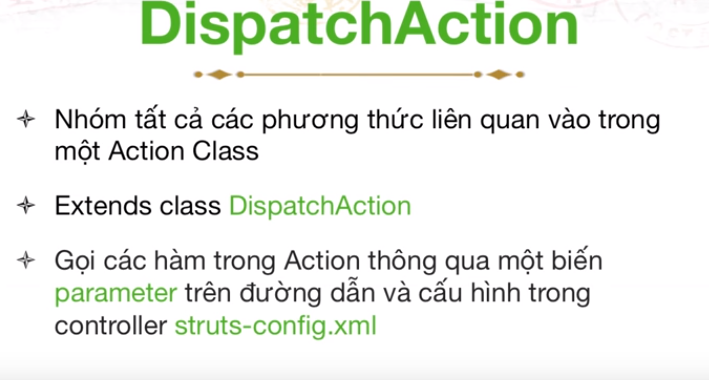 DispatchAction
Nhóm tất cả các phương thức liên quan vào trong
một Action Class
Extends class DispatchAction
Gọi các hàm trong Action thông qua một biến
parameter trên đường dẫn và cấu hình trong
controller struts-config.xml